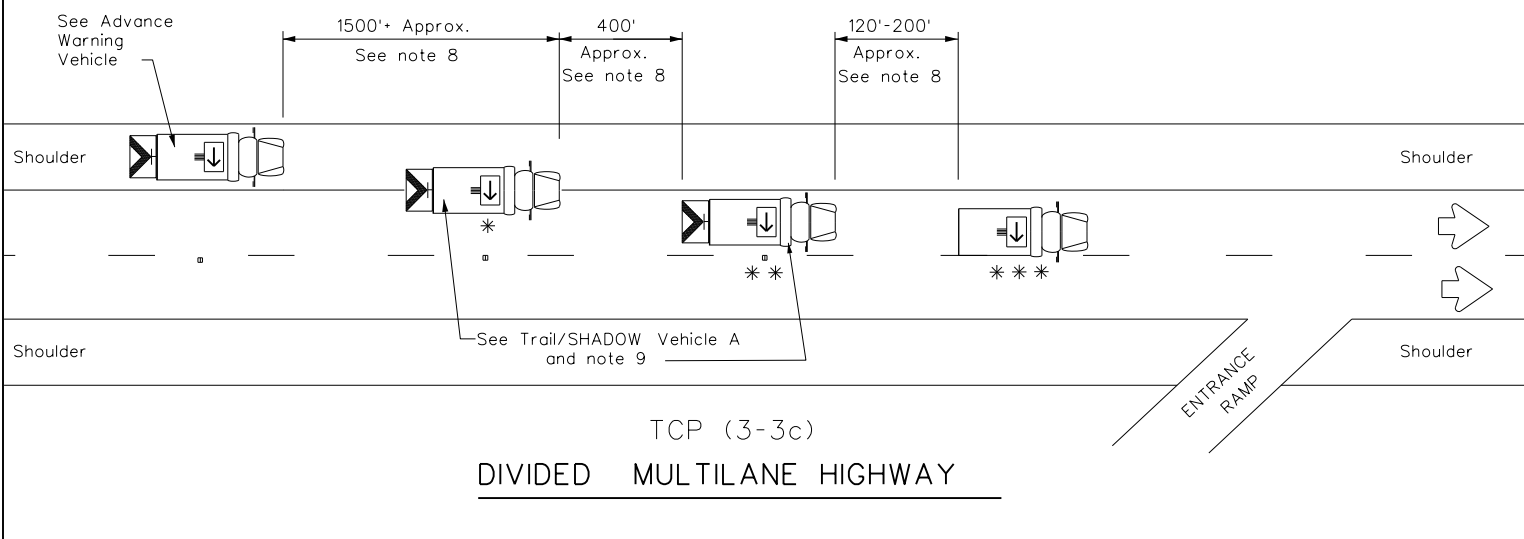 See Advance
Warning
Vehicle
1500'+ Approx.
See note 8
400'
Approx.
See note 8
120'-200'
Approx.
See note 8
Shoulder
Shoulder
*
* *
* * *
See Trail/SHADOW Vehicle A
and note 9
Shoulder
Shoulder
ENTRANCE
RAMP
TCP (3-3c)
DIVIDED MULTILANE HIGHWAY